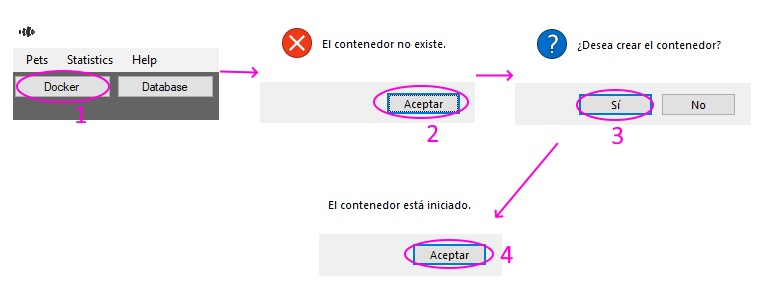 Pets Statistics Help
Docker Database
1
El contenedor no existe.
Aceptar
2
¿Desea crear el contenedor?
Sí No
3
El contenedor está iniciado.
Aceptar
4